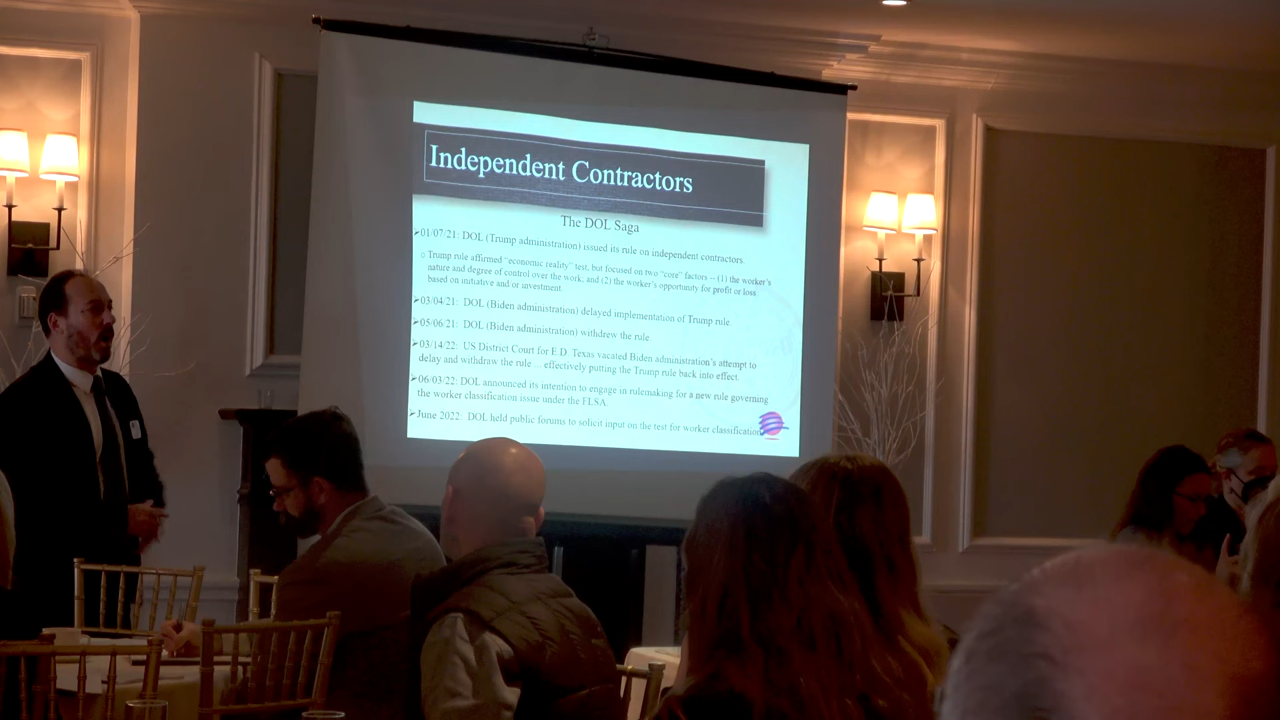 Independent Contractors
The DOL Saga
➢01/07/21: DOL (Trump administration) issued its rule on independent contractors.
o Trump rule affirmed "economic reality" test, but focused on two "core" factors -- (1) the worker's
nature and degree of control over the work; and (2) the worker's opportunity for profit or loss
based on initiative and or investment.
➢03/04/21: DOL (Biden administration) delayed implementation of Trump rule.
➢05/06/21: DOL (Biden administration) withdrew the rule.
➢03/14/22: US District Court for E.D. Texas vacated Biden administration's attempt to
delay and withdraw the rule ... effectively putting the Trump rule back into effect.
➢06/03/22: DOL announced its intention to engage in rulemaking for a new rule governing
the worker classification issue under the FLSA.
➢June 2022: DOL held public forums to solicit input on the test for worker classification